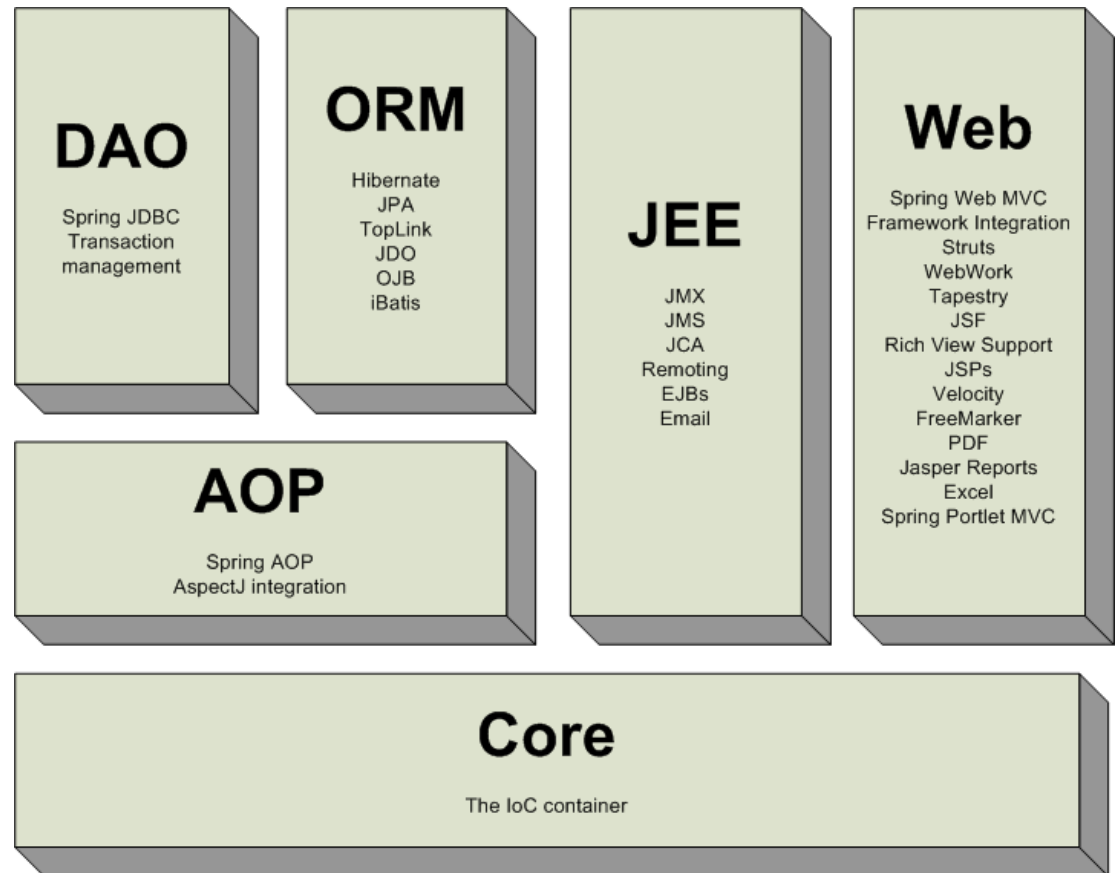 DAO
Spring JDBC
Transaction
management
ORM
Hibernate
JPA
TopLink
JDO
OJB
iBatis
JEE
JMX
JMS
JCA
Remoting
EJBs
Email
Web
Spring Web MVC
Framework Integration
Struts
WebWork
Tapestry
JSF
Rich View Support
JSPs
Velocity
FreeMarker
PDF
Jasper Reports
Excel
Spring Portlet MVC
AOP
Spring AOP
AspectJ integration
Core
The IoC container